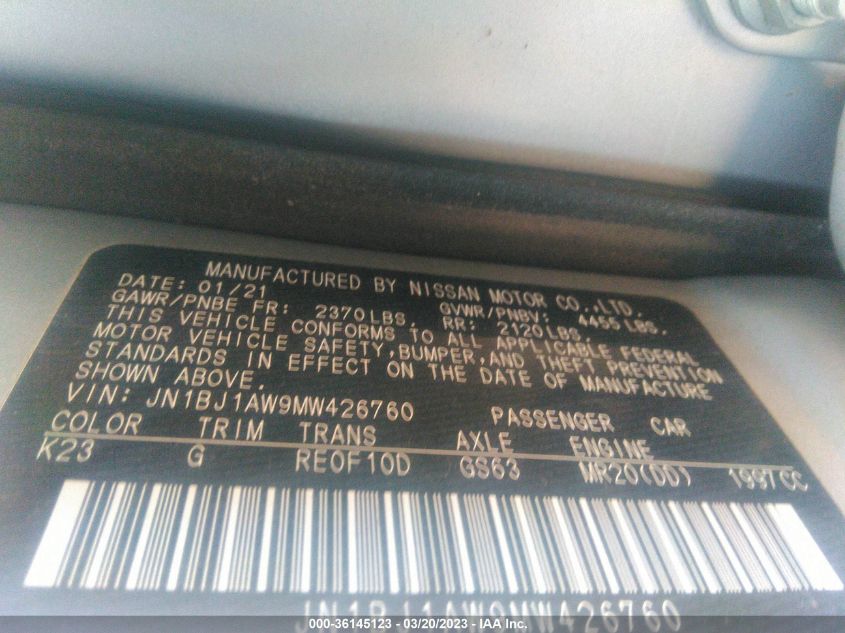 MANUFACTURED BY NISSAN MOTOR CO.,LTD.
DATE: 01/21 GVWR/PNBV: 4455 LBS.
GAWR/PNBE FR: 2370LBS. RR: 2120LBS.
THIS VEHICLE CONFORMS TO ALL APPLICABLE FEDERAL
MOTOR VEHICLE SAFETY,BUMPER,AND THEFT PREVENTION
STANDARDS IN EFFECT ON THE DATE OF MANUFACTURE
SHOWN ABOVE.
VIN: JN1BJ1AW9MW426760 PASSENGER CAR
COLOR TRIM TRANS AXLE ENGINE
K23 G RE0F10D GS63 MR20(DD) 1997CC
JN1BJ1AW9MW426760
000-36145123 - 03/20/2023 - IAA Inc.